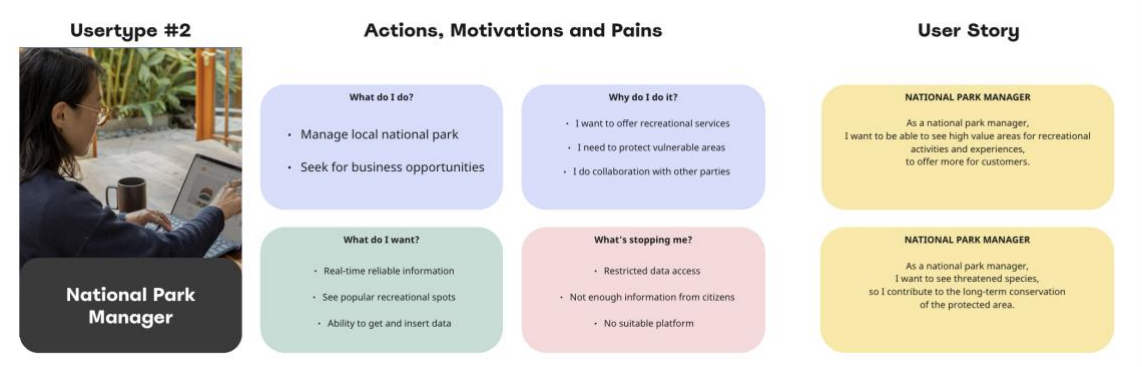 Usertype #2
Actions, Motivations and Pains
User Story
National Park
Manager
What do I do?
• Manage local national park
• Seek for business opportunities
Why do I do it?
• I want to offer recreational services
• I need to protect vulnerable areas
• I do collaboration with other parties
What do I want?
• Real-time reliable information
• See popular recreational spots
• Ability to get and insert data
What's stopping me?
• Restricted data access
• Not enough information from citizens
• No suitable platform
NATIONAL PARK MANAGER
As a national park manager,
I want to be able to see high value areas for recreational
activities and experiences,
to offer more for customers.
NATIONAL PARK MANAGER
As a national park manager,
I want to see threatened species,
so I contribute to the long-term conservation
of the protected area.